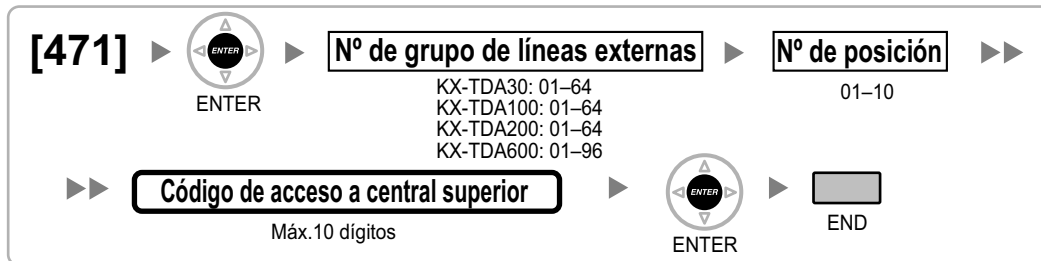 [471]
ENTER
ENTER
Nº de grupo de líneas externas
KX-TDA30: 01–64
KX-TDA100: 01–64
KX-TDA200: 01–64
KX-TDA600: 01–96
Nº de posición
01–10
Código de acceso a central superior
Máx.10 dígitos
ENTER
ENTER
END